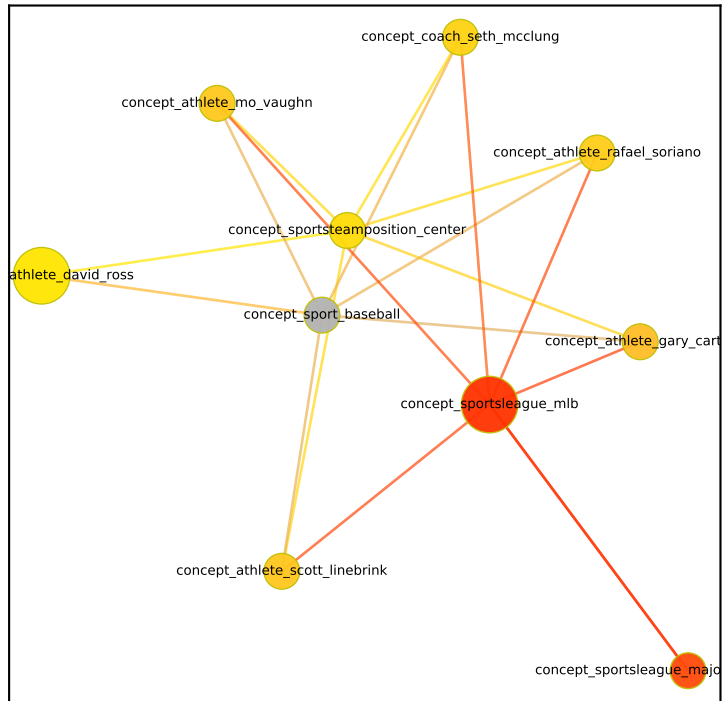 concept_coach_seth_mcclung
concept_athlete_mo_vaughn
concept_athlete_rafael_soriano
concept_sportsteamposition_center
athlete_david_ross
concept_sport_baseball
concept_athlete_gary_cart
concept_sportsleague_mlb
concept_athlete_scott_linebrink
concept_sportsleague_majo